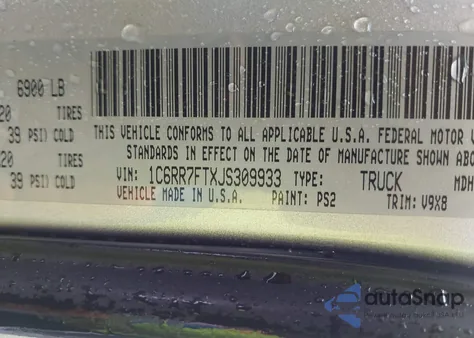 6900 LB
20 TIRES
39 PSI) COLD
20 TIRES
39 PSI) COLD
THIS VEHICLE CONFORMS TO ALL APPLICABLE U.S.A. FEDERAL MOTOR V
STANDARDS IN EFFECT ON THE DATE OF MANUFACTURE SHOWN ABO
VIN: 1C6RR7FTXJS309933 TYPE: TRUCK MDH
VEHICLE MADE IN U.S.A. PAINT: PS2 TRIM: V9X8
autoSnap